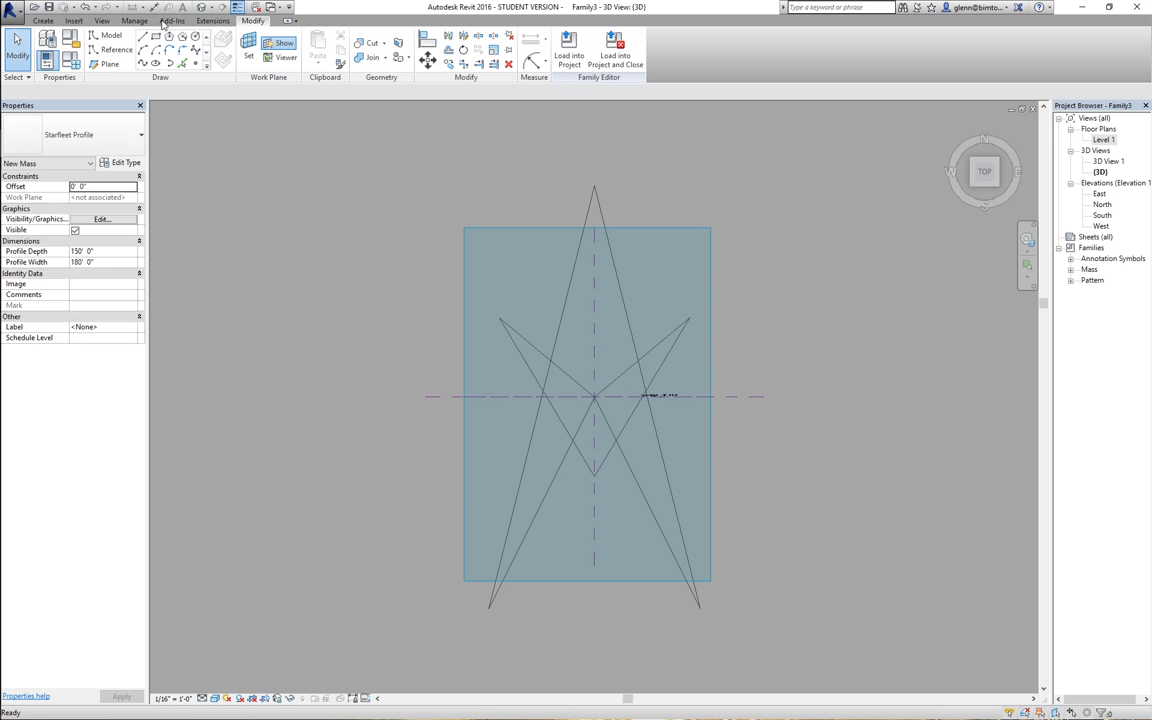 Autodesk Revit 2016 - STUDENT VERSION - Family3 - 3D View: {3D}
Type a keyword or phrase
glenn@bimto...
Create Insert View Manage Add-Ins Extensions Modify
Modify
Select
Properties
Model
Reference
Plane
Draw
Set
Show
Viewer
Work Plane
Paste
Clipboard
Cut
Join
Geometry
Modify
Measure
Load into
Project
Load into
Project and Close
Family Editor
Properties
Starfleet Profile
New Mass
Edit Type
Constraints
Offset 0' 0"
Work Plane <not associated>
Graphics
Visibility/Graphics... Edit...
Visible
Dimensions
Profile Depth 150' 0"
Profile Width 180' 0"
Identity Data
Image
Comments
Mark
Other
Label <None>
Schedule Level
Properties help
Apply
N
W
TOP
E
S
Project Browser - Family3
Views (all)
Floor Plans
Level 1
3D Views
3D View 1
{3D}
Elevations (Elevation 1
East
North
South
West
Sheets (all)
Families
Annotation Symbols
Mass
Pattern
1/16" = 1'-0"
Ready
:0